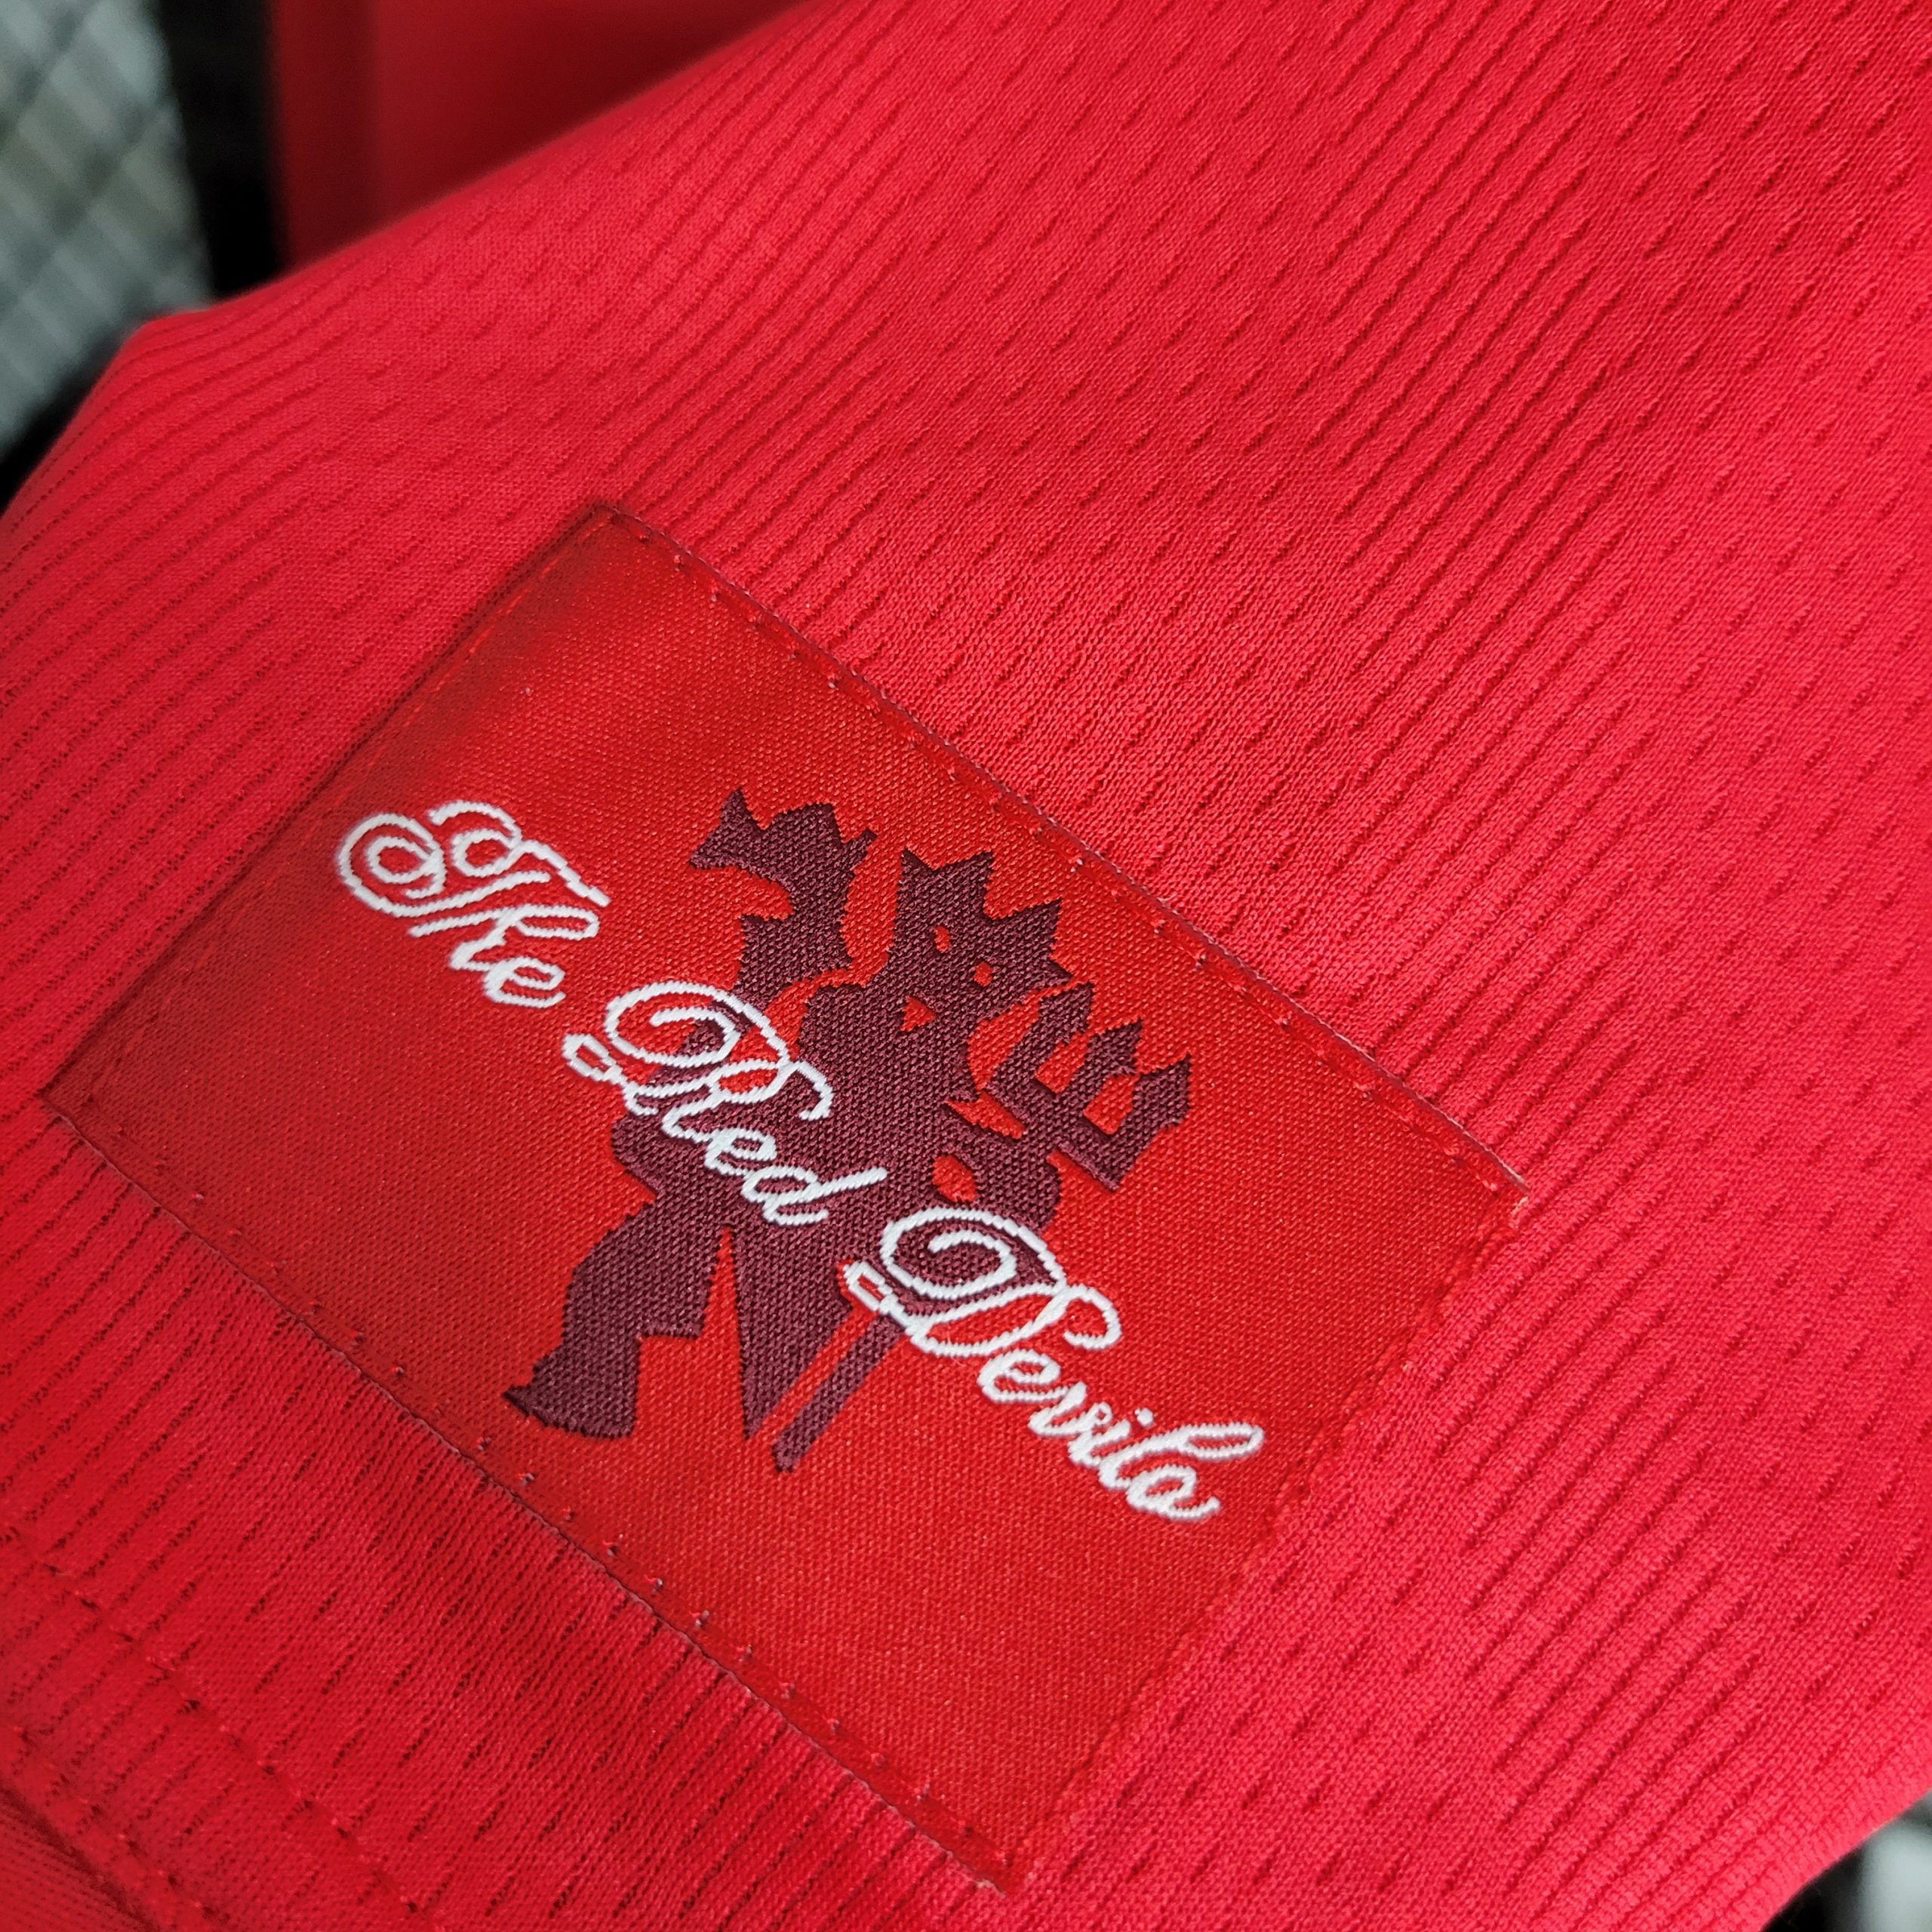 The Red Devils